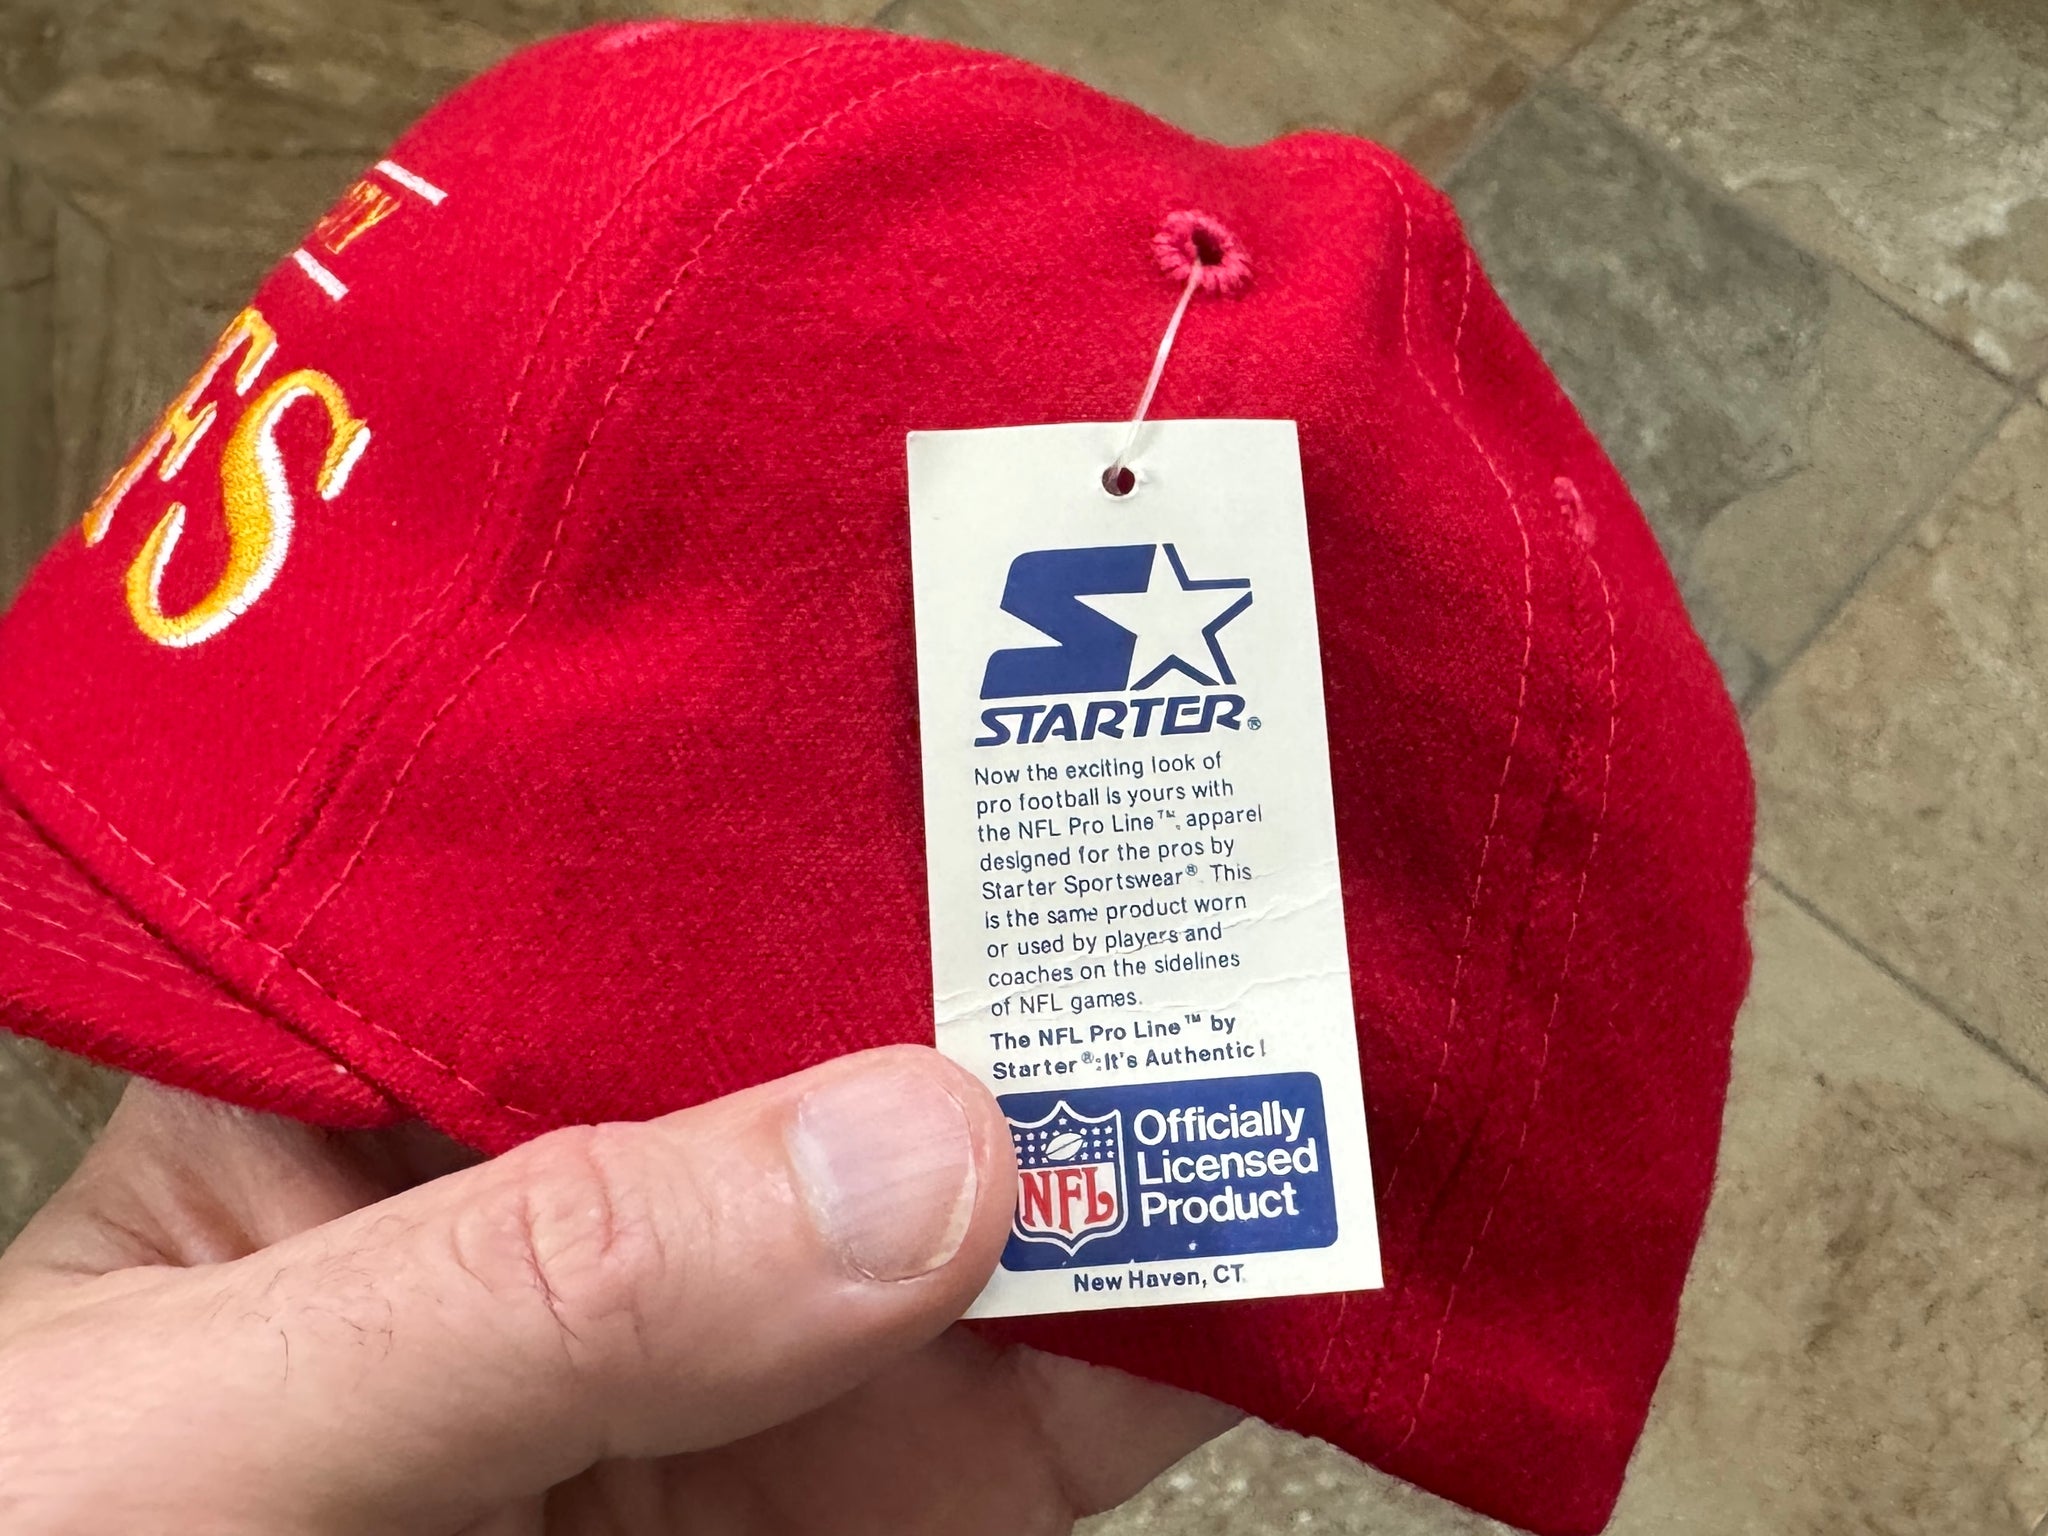 STARTER®
Now the exciting look of
pro football is yours with
the NFL Pro Line™, apparel
designed for the pros by
Starter Sportswear® This
is the same product worn
or used by players and
coaches on the sidelines
of NFL games.
The NFL Pro Line™ by
Starter®: It's Authentic!
NFL
Officially
Licensed
Product
New Haven, CT